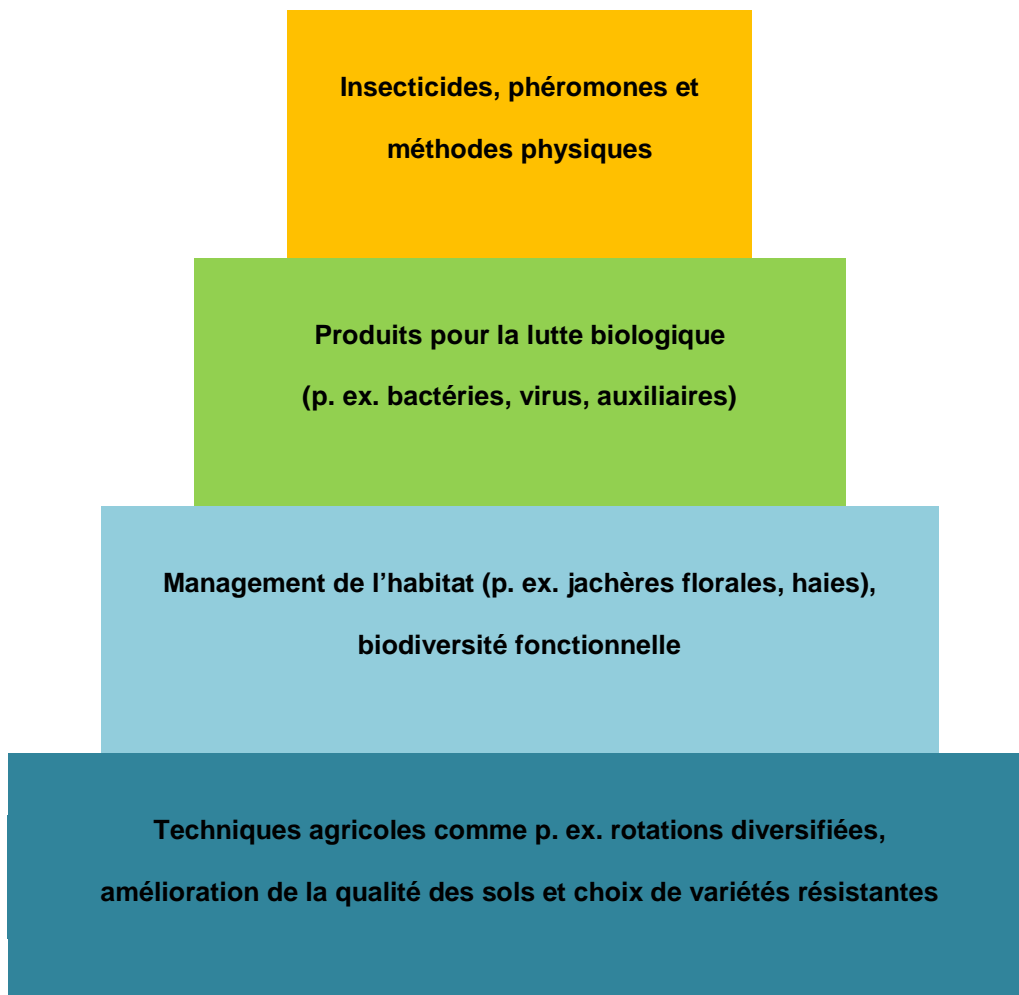 Insecticides, phéromones et
méthodes physiques
Produits pour la lutte biologique
(p. ex. bactéries, virus, auxiliaires)
Management de l’habitat (p. ex. jachères florales, haies),
biodiversité fonctionnelle
Techniques agricoles comme p. ex. rotations diversifiées,
amélioration de la qualité des sols et choix de variétés résistantes